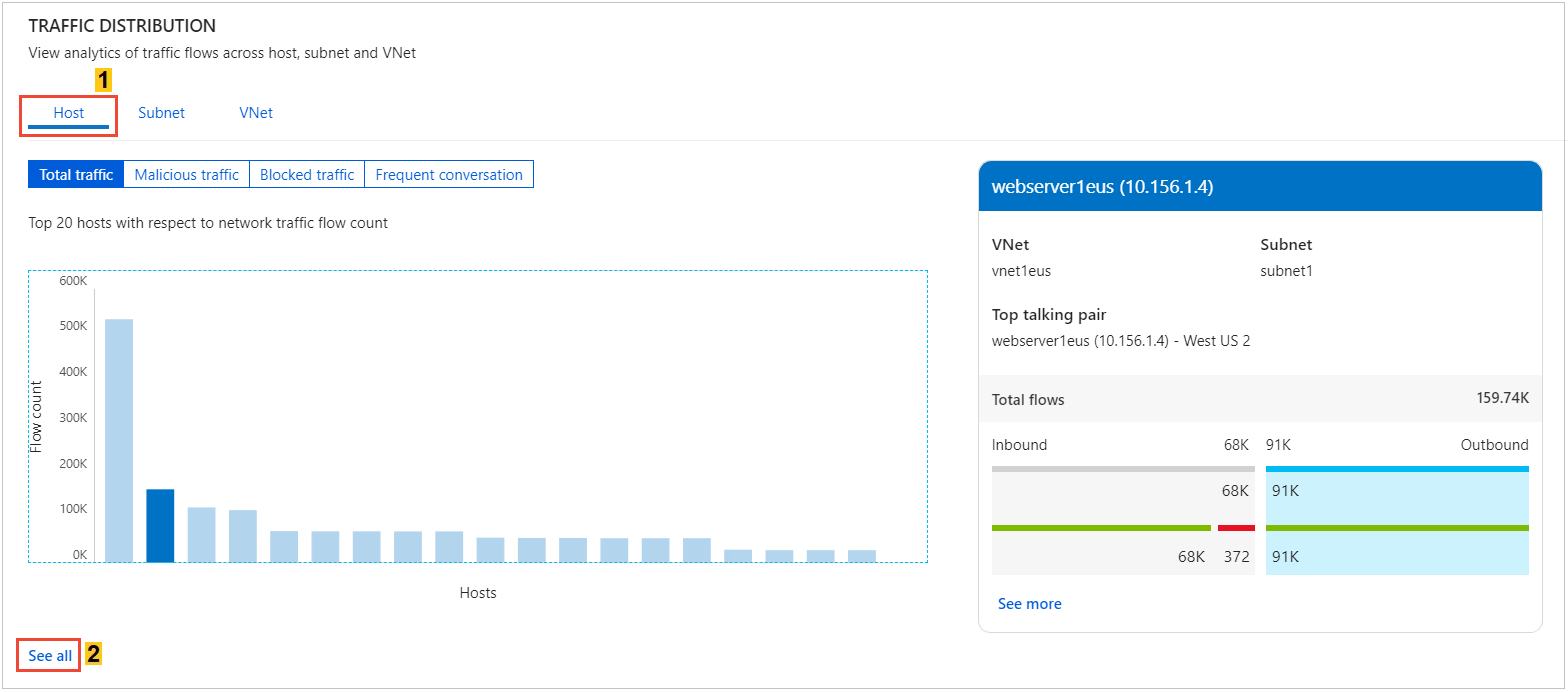 TRAFFIC DISTRIBUTION
View analytics of traffic flows across host, subnet and VNet
1
Host Subnet VNet
Total traffic Malicious traffic Blocked traffic Frequent conversation
Top 20 hosts with respect to network traffic flow count
600K
500K
400K
300K
200K
100K
0K
Flow count
Hosts
See all 2
webserver1eus (10.156.1.4)
VNet Subnet
vnet1eus subnet1
Top talking pair
webserver1eus (10.156.1.4) - West US 2
Total flows 159.74K
Inbound 68K 91K Outbound
68K 91K
68K 372 91K
See more